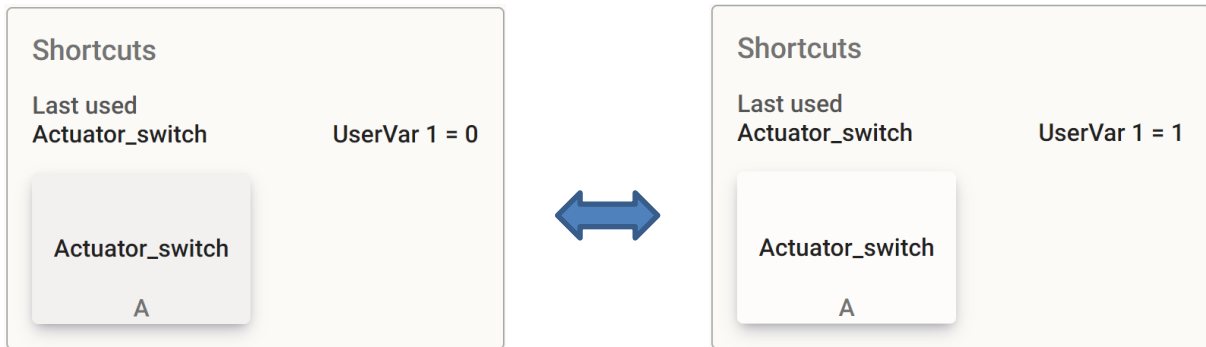 Shortcuts
Last used
Actuator_switch UserVar 1 = 0
Actuator_switch
A
Shortcuts
Last used
Actuator_switch UserVar 1 = 1
Actuator_switch
A